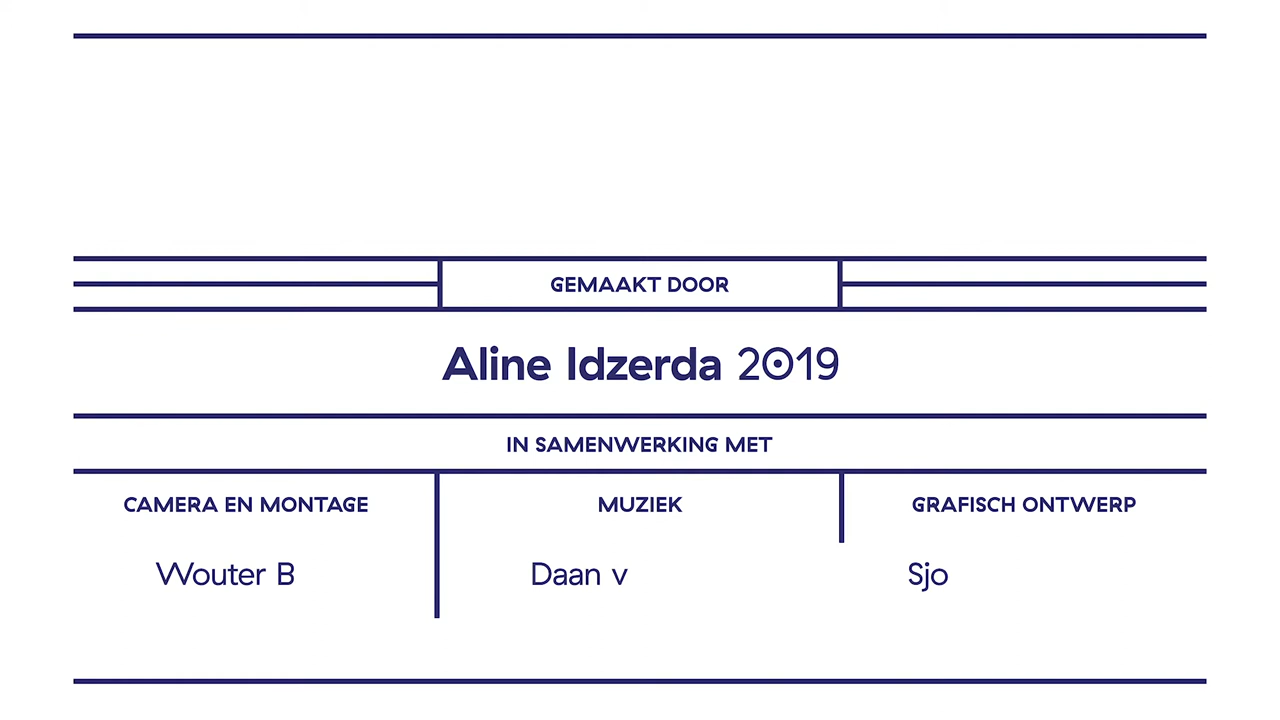 GEMAAKT DOOR
Aline Idzerda 2019
IN SAMENWERKING MET
CAMERA EN MONTAGE
MUZIEK
GRAFISCH ONTWERP
Wouter B
Daan v
Sjo